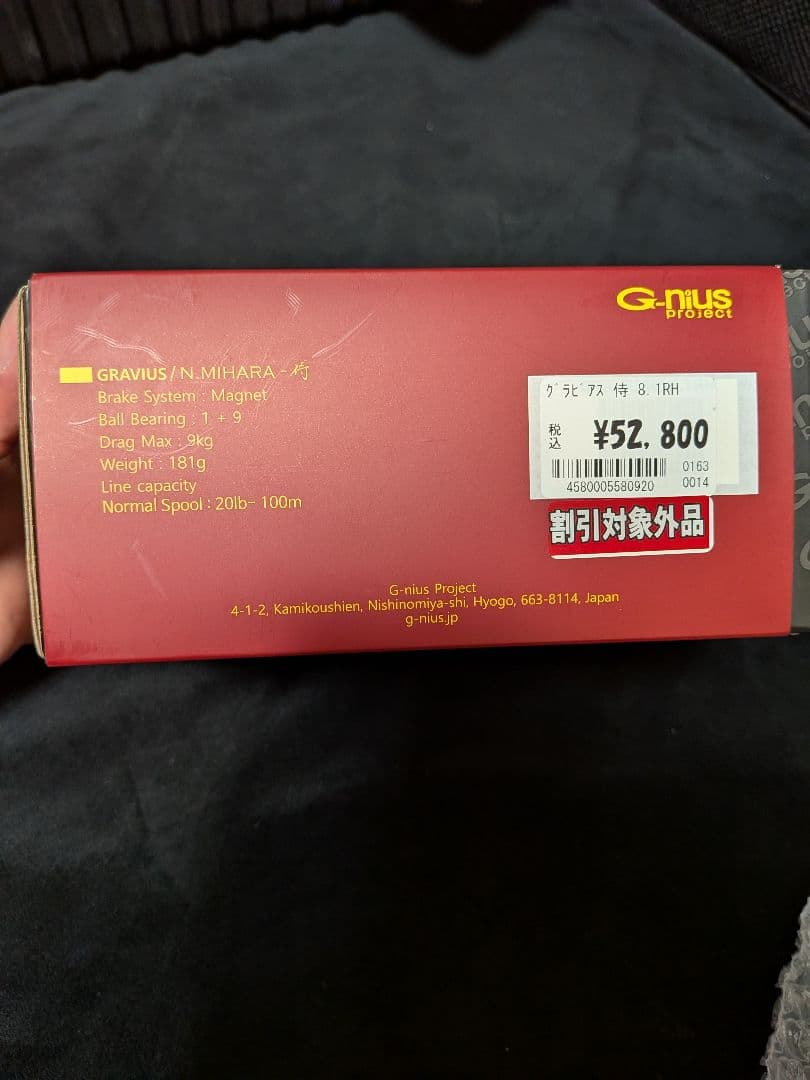 G-nius
project
GRAVIUS / N.MIHARA - 侍
Brake System : Magnet
Ball Bearing : 1 + 9
Drag Max : 9kg
Weight : 181g
Line capacity
Normal Spool : 20lb- 100m
ｸﾞﾗﾋﾞｱｽ 侍 8.1RH
税込 ¥52,800
0163
4580005580920 0014
割引対象外品
G-nius Project
4-1-2, Kamikoushien, Nishinomiya-shi, Hyogo, 663-8114, Japan
g-nius.jp